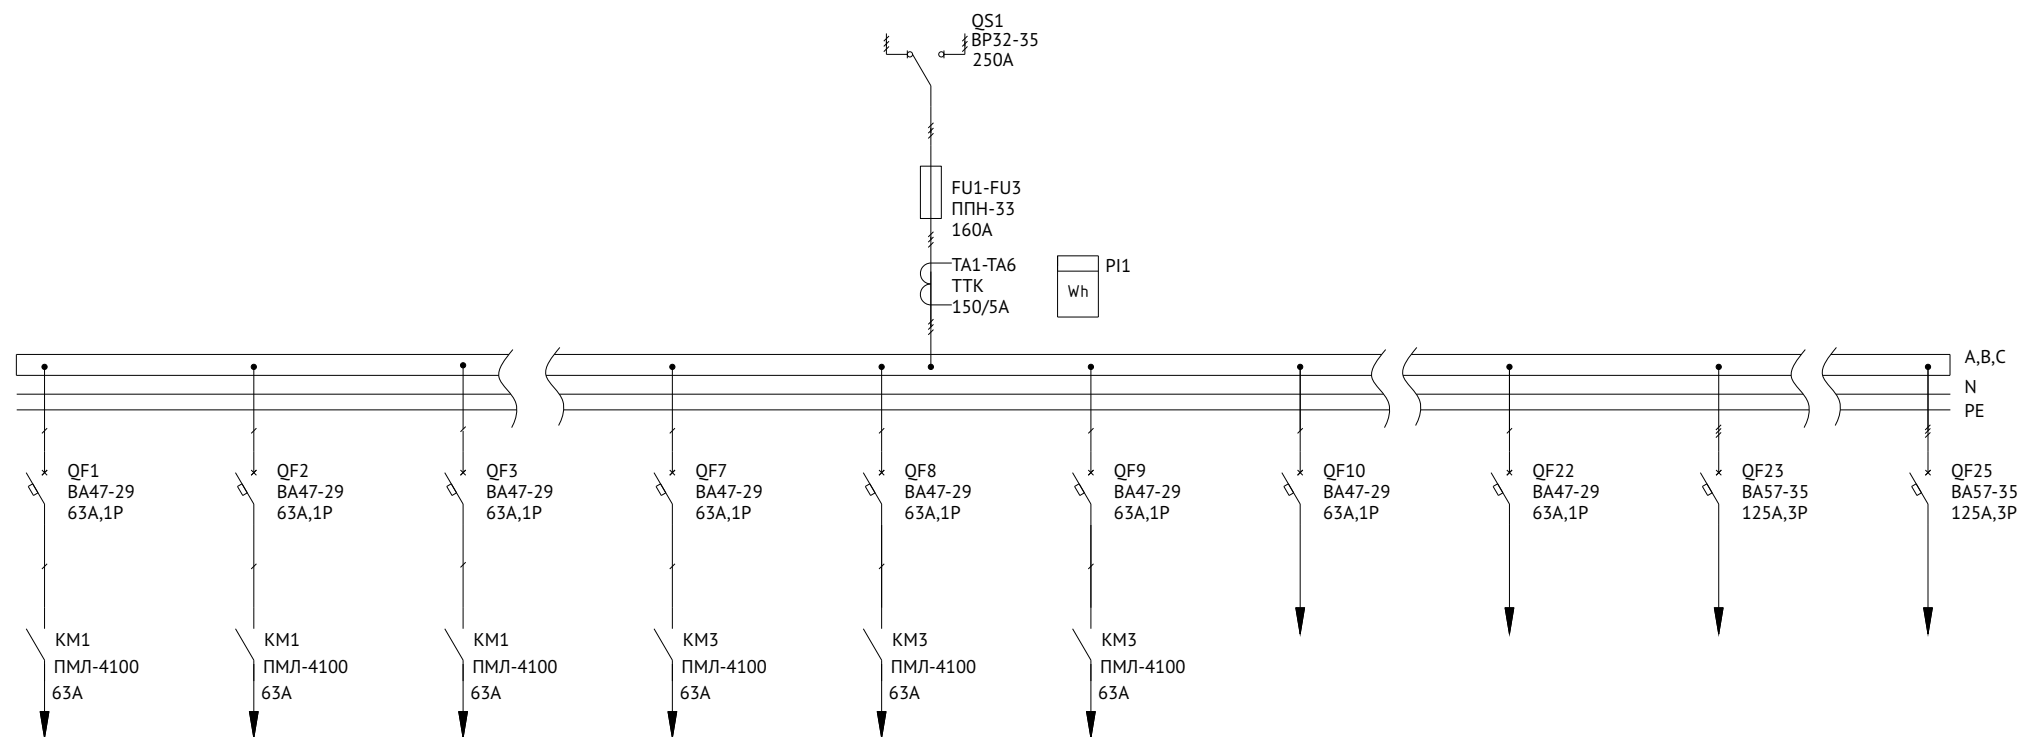 QS1
ВР32-35
250А
FU1-FU3
ППН-33
160А
TA1-TA6
ТТК
150/5А
PI1
Wh
A,B,C
N
PE
QF1
ВА47-29
63А,1Р
QF2
ВА47-29
63А,1Р
QF3
ВА47-29
63А,1Р
QF7
ВА47-29
63А,1Р
QF8
ВА47-29
63А,1Р
QF9
ВА47-29
63А,1Р
QF10
ВА47-29
63А,1Р
QF22
ВА47-29
63А,1Р
QF23
ВА57-35
125А,3Р
QF25
ВА57-35
125А,3Р
КМ1
ПМЛ-4100
63А
КМ1
ПМЛ-4100
63А
КМ1
ПМЛ-4100
63А
КМ3
ПМЛ-4100
63А
КМ3
ПМЛ-4100
63А
КМ3
ПМЛ-4100
63А